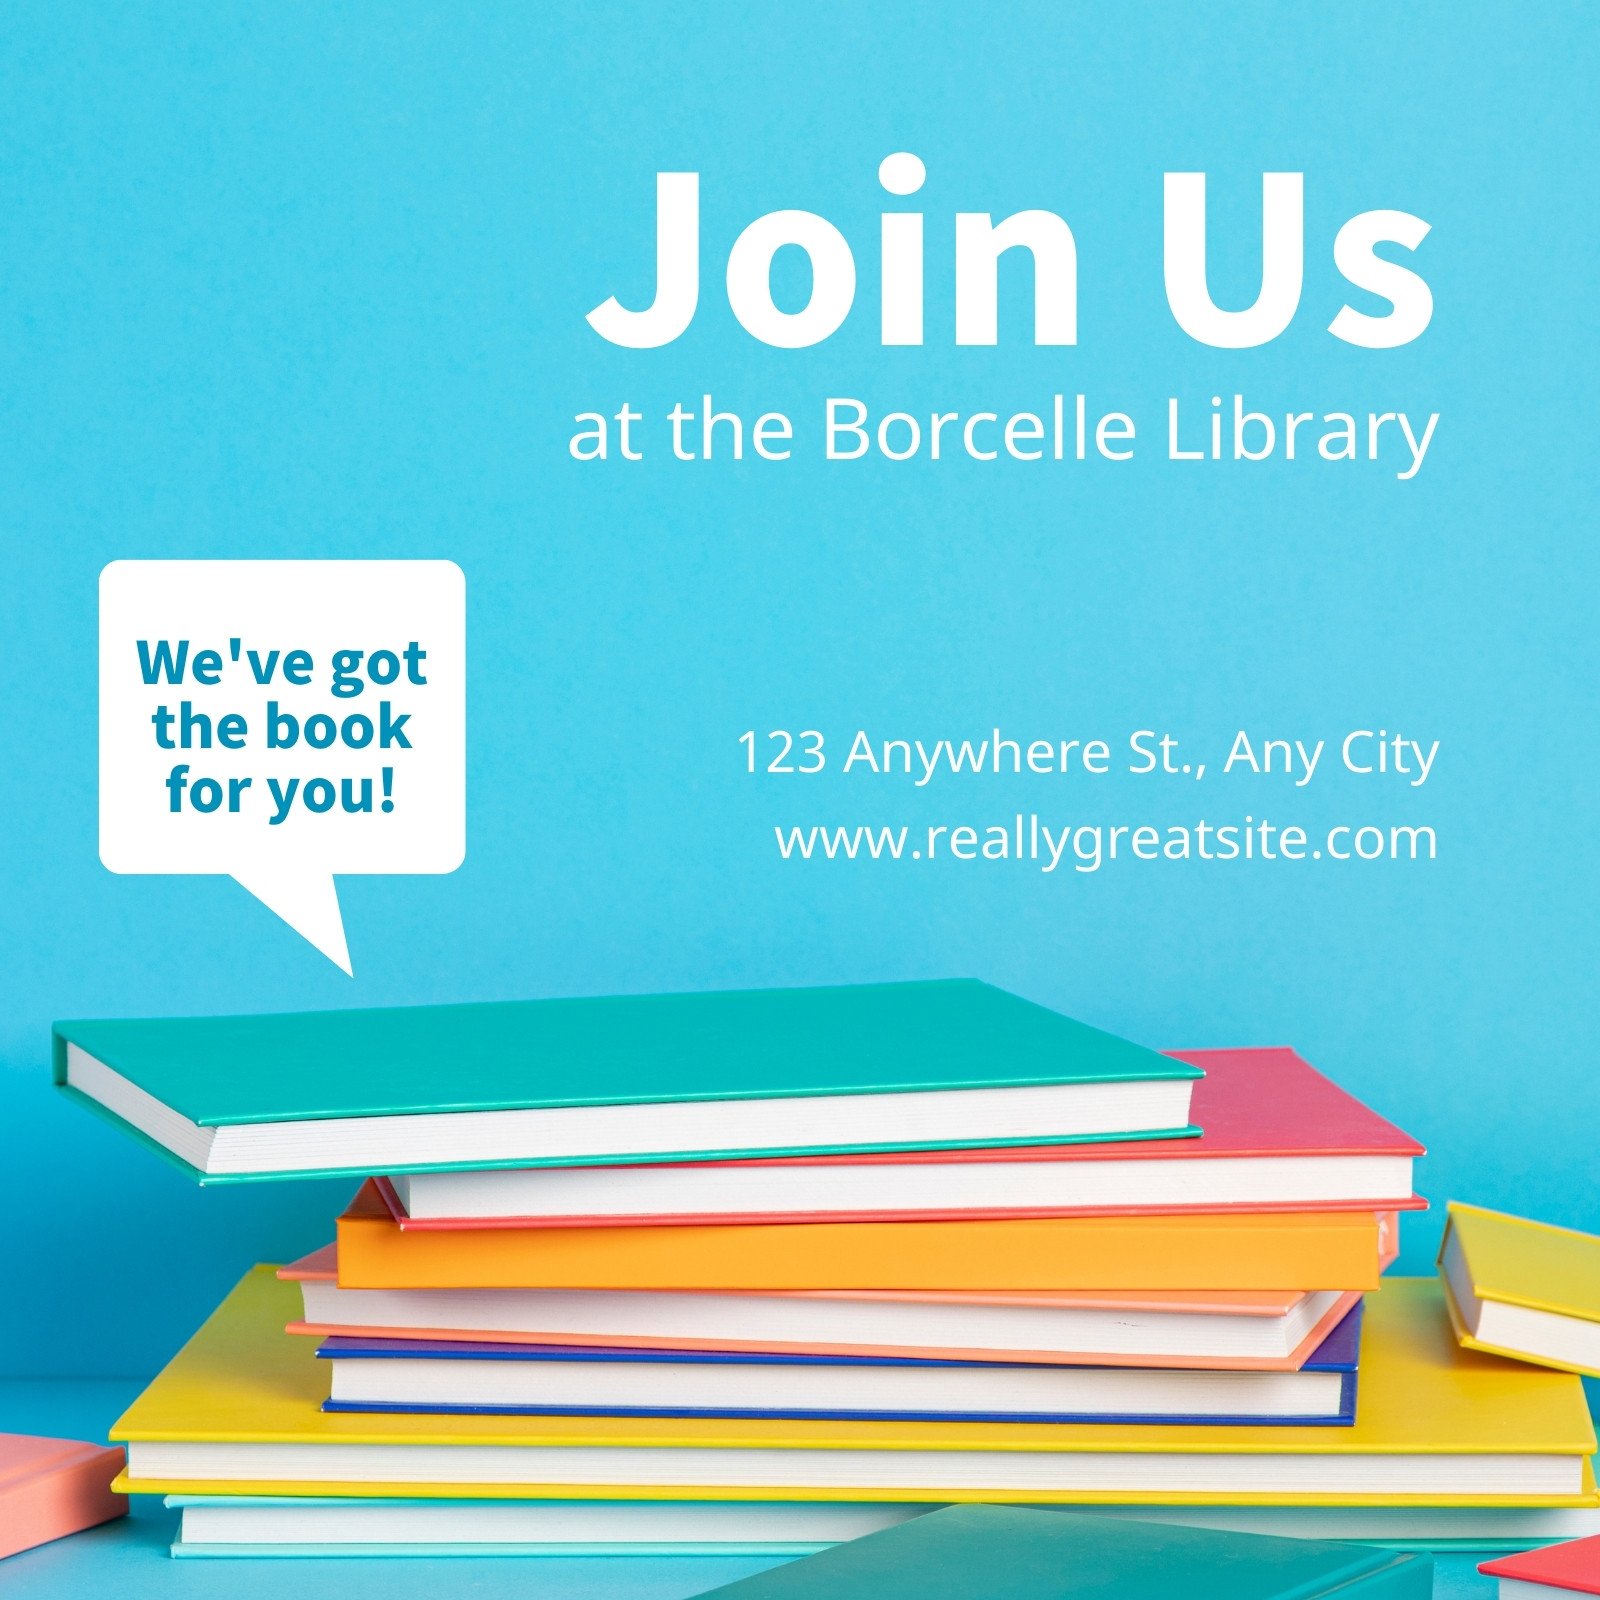 Join Us
at the Borcelle Library
We've got
the book
for you!
123 Anywhere St., Any City
www.reallygreatsite.com